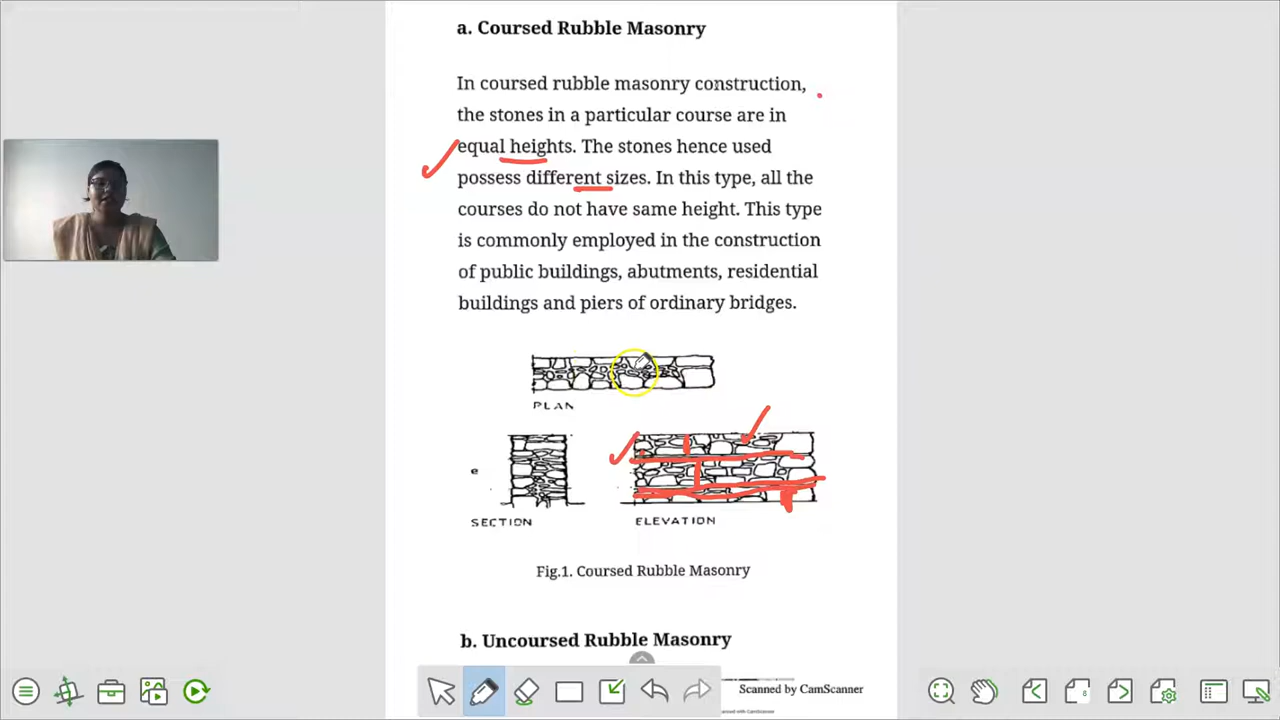 a. Coursed Rubble Masonry
In coursed rubble masonry construction,
the stones in a particular course are in
equal heights. The stones hence used
possess different sizes. In this type, all the
courses do not have same height. This type
is commonly employed in the construction
of public buildings, abutments, residential
buildings and piers of ordinary bridges.
PLAN
e
SECTION
ELEVATION
Fig.1. Coursed Rubble Masonry
b. Uncoursed Rubble Masonry
Scanned by CamScanner
8